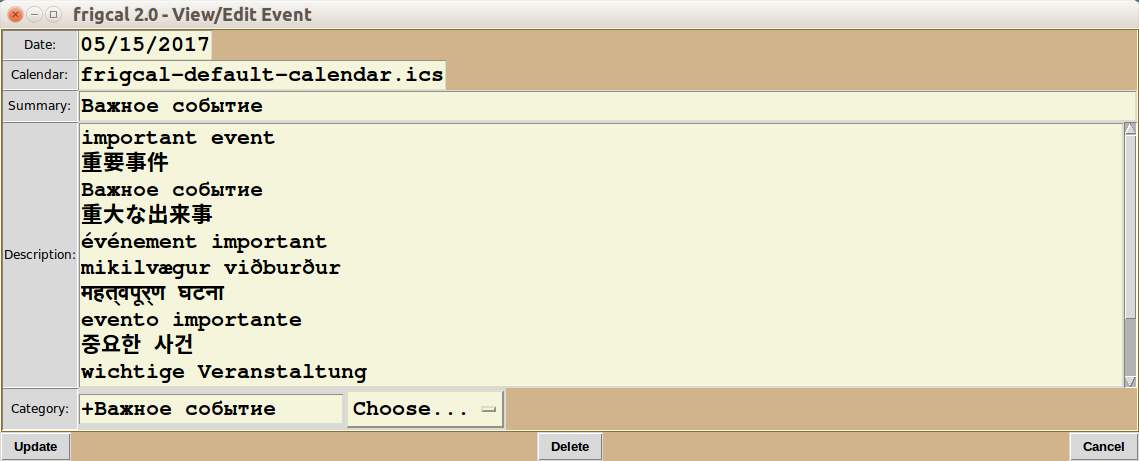 frigcal 2.0 - View/Edit Event
Date: 05/15/2017
Calendar: frigcal-default-calendar.ics
Summary: Важное событие
important event
重要事件
Важное событие
重大な出来事
événement important
mikilvægur viðburður
महत्वपूर्ण घटना
evento importante
중요한 사건
wichtige Veranstaltung
Description:
Category: +Важное событие Choose...
Update Delete Cancel